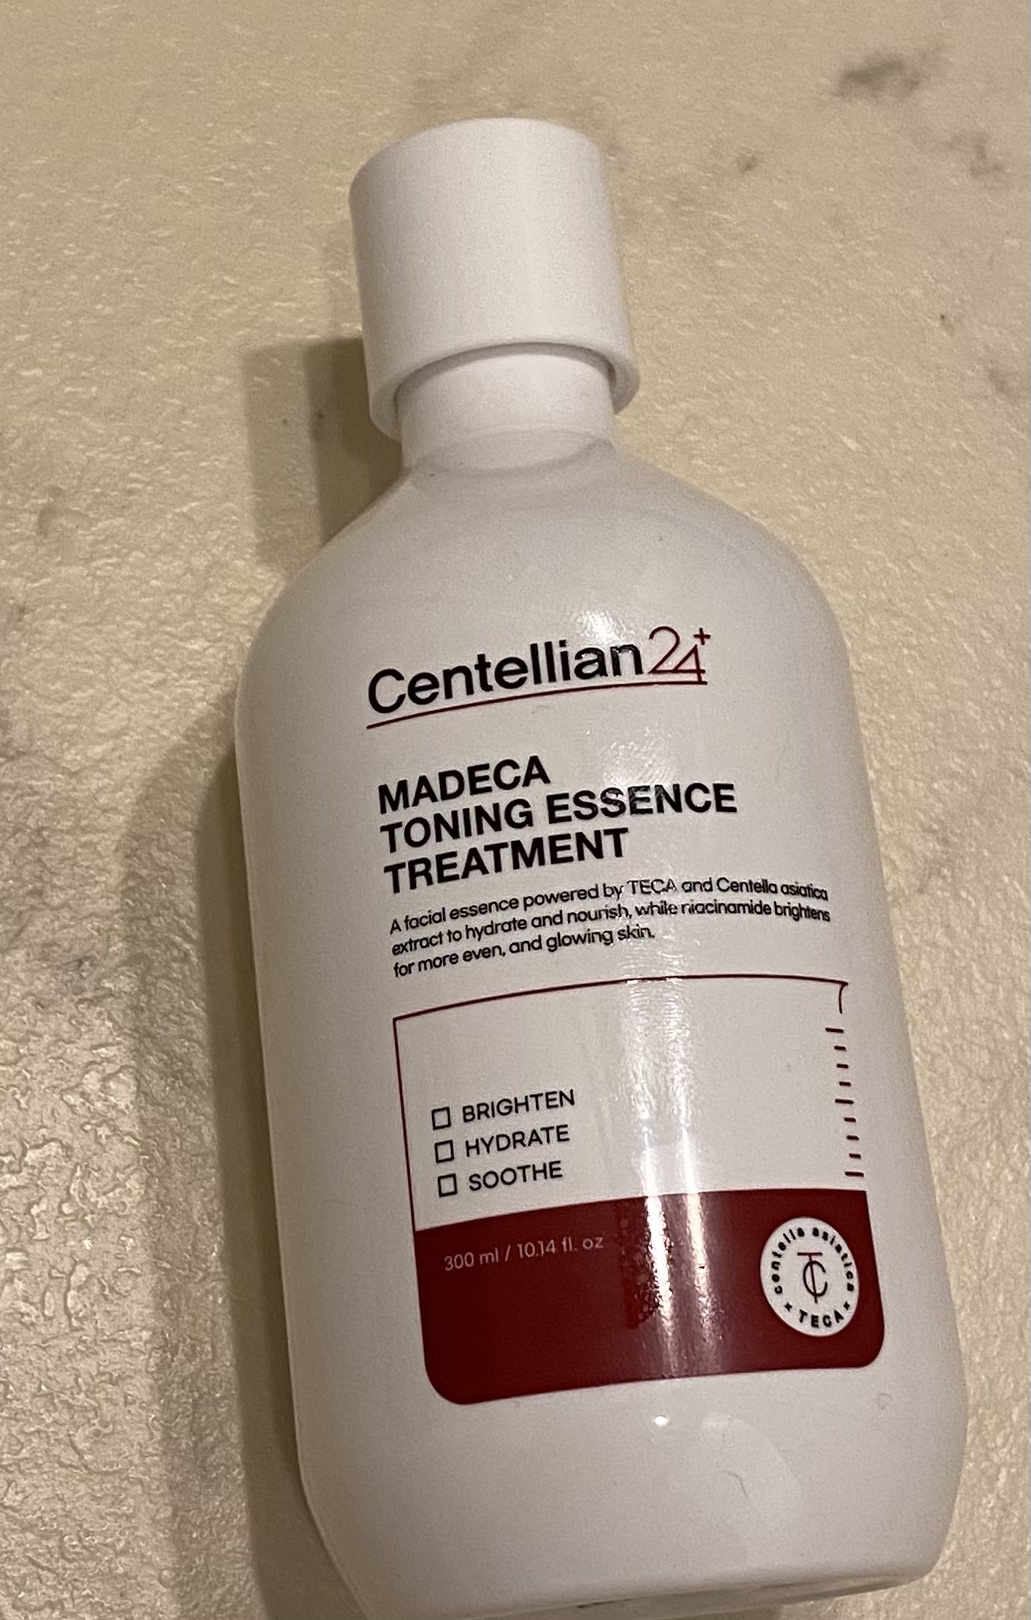 Centellian24+
MADECA
TONING ESSENCE
TREATMENT
A facial essence powered by TECA and Centella asiatica
extract to hydrate and nourish, while niacinamide brightens
for more even, and glowing skin.
BRIGHTEN
HYDRATE
SOOTHE
300 ml / 10.14 fl. oz
centella asiatica
TC
TECA